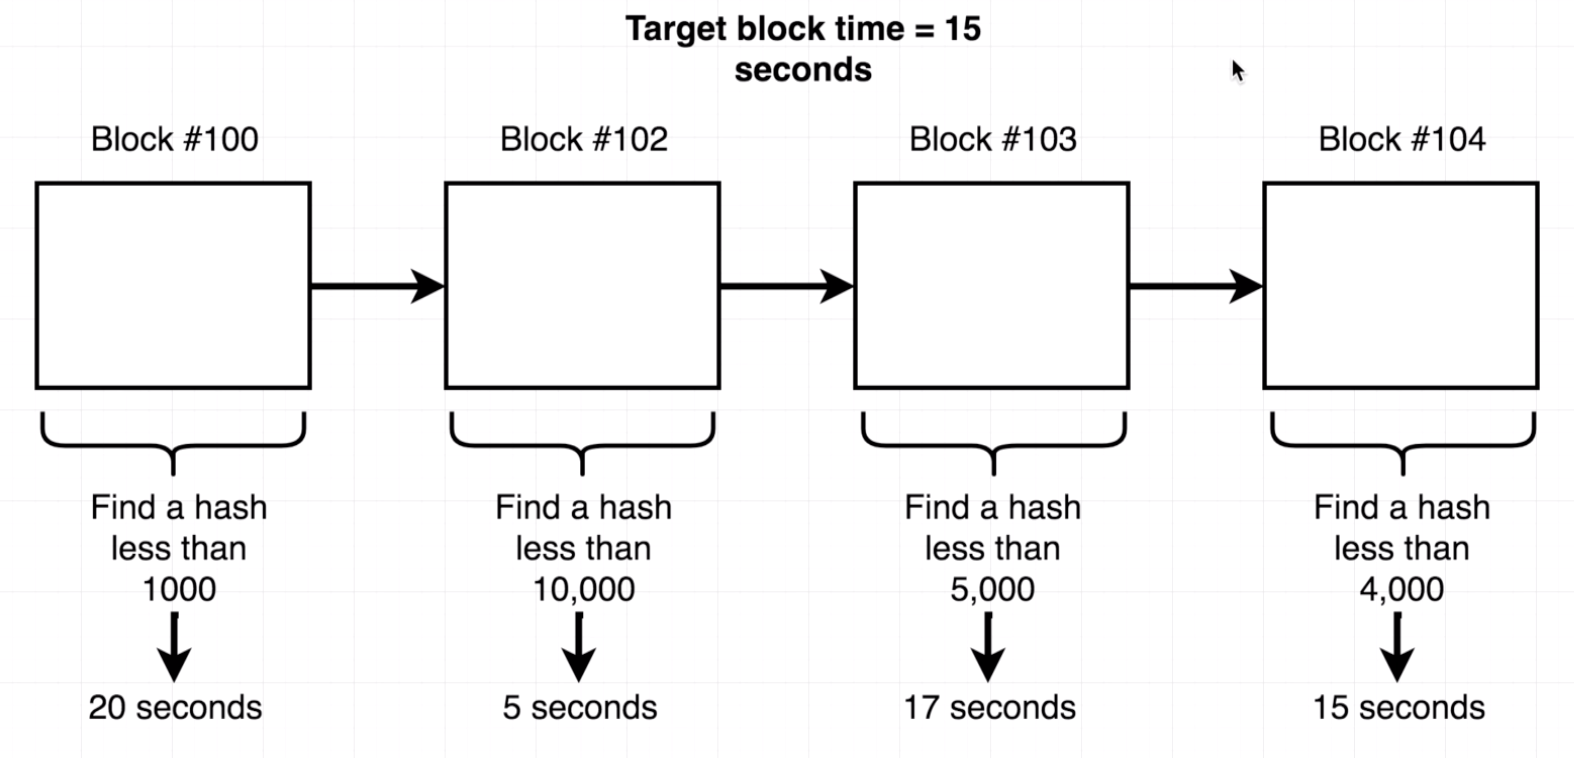 Target block time = 15
seconds
Block #100
Block #102
Block #103
Block #104
Find a hash
less than
1000
Find a hash
less than
10,000
Find a hash
less than
5,000
Find a hash
less than
4,000
20 seconds
5 seconds
17 seconds
15 seconds